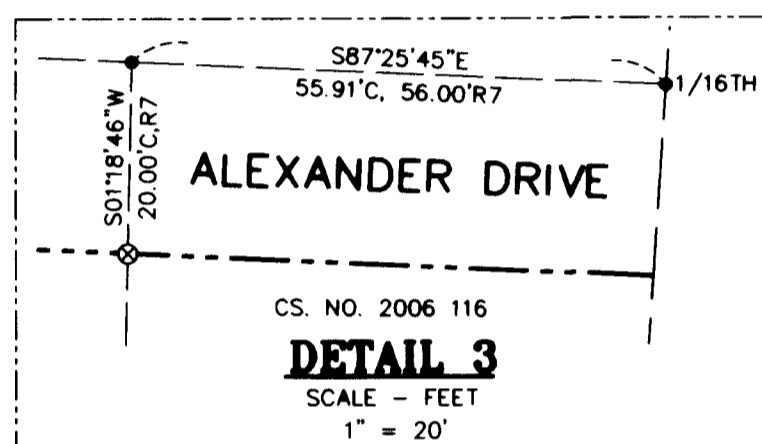 S87°25'45"E
55.91'C, 56.00'R7
1/16TH
S01°18'46"W
20.00'C,R7
ALEXANDER DRIVE
CS. NO. 2006 116
DETAIL 3
SCALE - FEET
1" = 20'